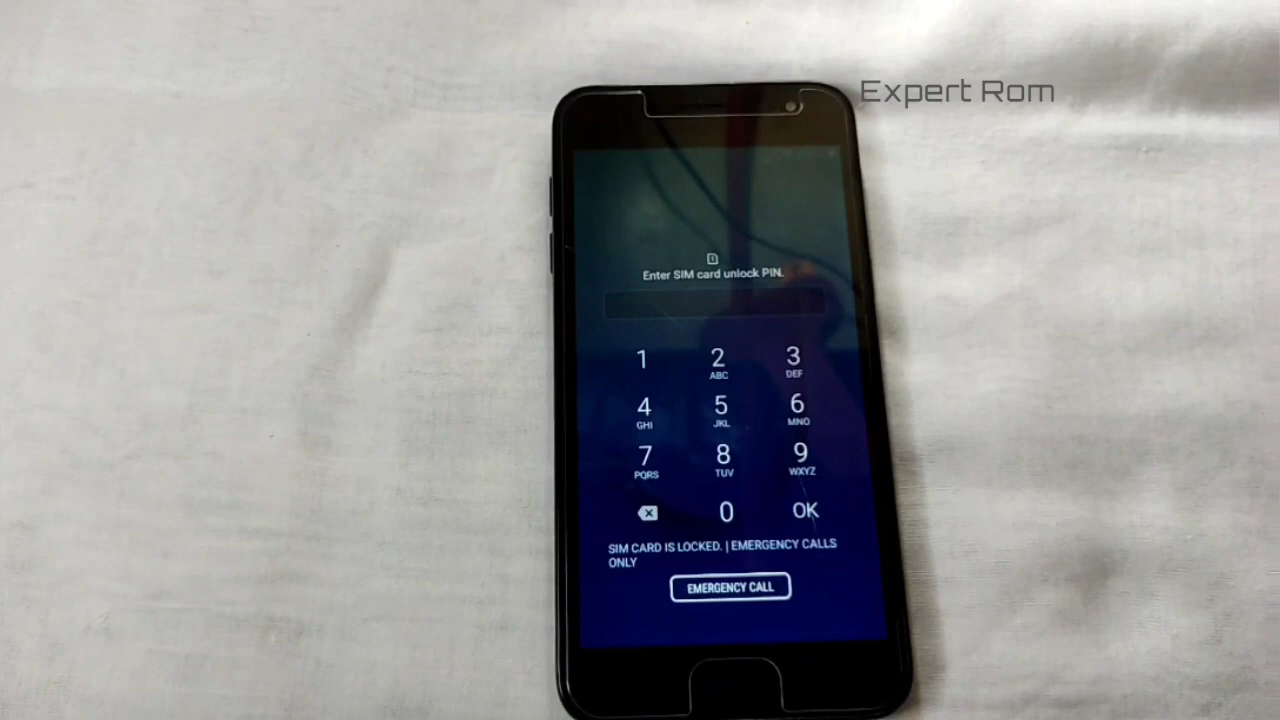 Expert Rom
Enter SIM card unlock PIN.
1 2 3
ABC DEF
4 5 6
GHI JKL MNO
7 8 9
PQRS TUV WXYZ
0 OK
SIM CARD IS LOCKED. | EMERGENCY CALLS
ONLY
EMERGENCY CALL